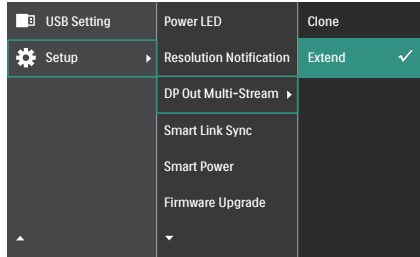 USB Setting
Setup
Power LED
Resolution Notification
DP Out Multi-Stream
Smart Link Sync
Smart Power
Firmware Upgrade
Clone
Extend